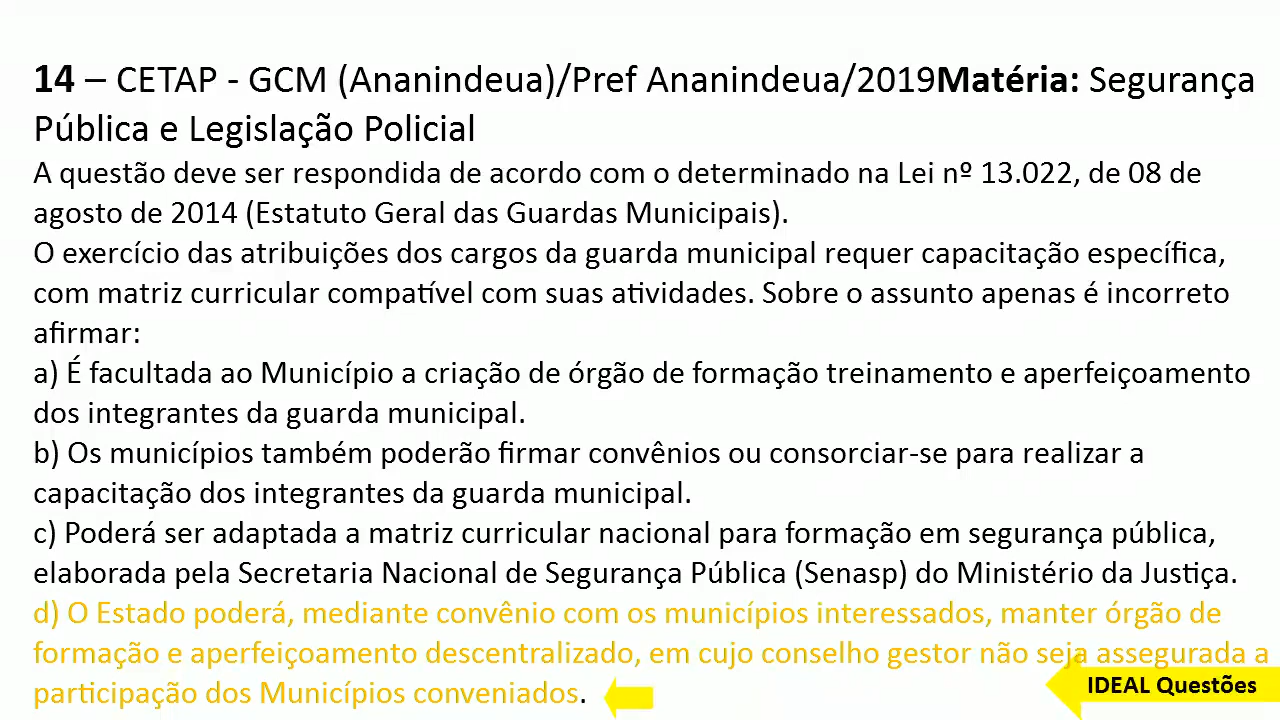 14 – CETAP - GCM (Ananindeua)/Pref Ananindeua/2019Matéria: Segurança
Pública e Legislação Policial
A questão deve ser respondida de acordo com o determinado na Lei nº 13.022, de 08 de
agosto de 2014 (Estatuto Geral das Guardas Municipais).
O exercício das atribuições dos cargos da guarda municipal requer capacitação específica,
com matriz curricular compatível com suas atividades. Sobre o assunto apenas é incorreto
afirmar:
a) É facultada ao Município a criação de órgão de formação treinamento e aperfeiçoamento
dos integrantes da guarda municipal.
b) Os municípios também poderão firmar convênios ou consorciar-se para realizar a
capacitação dos integrantes da guarda municipal.
c) Poderá ser adaptada a matriz curricular nacional para formação em segurança pública,
elaborada pela Secretaria Nacional de Segurança Pública (Senasp) do Ministério da Justiça.
d) O Estado poderá, mediante convênio com os municípios interessados, manter órgão de
formação e aperfeiçoamento descentralizado, em cujo conselho gestor não seja assegurada a
participação dos Municípios conveniados.
IDEAL Questões